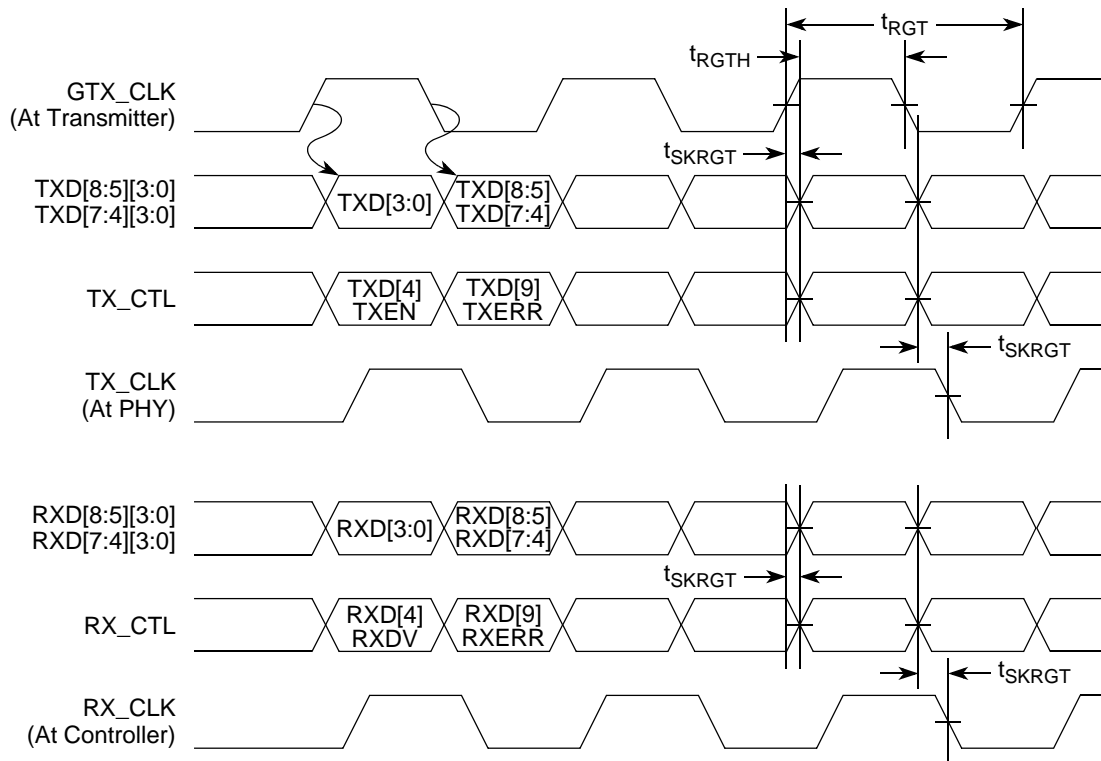 tRGT
tRGTH
GTX_CLK
(At Transmitter)
tSKRGT
TXD[8:5][3:0]
TXD[7:4][3:0]
TXD[3:0]
TXD[8:5]
TXD[7:4]
TX_CTL
TXD[4]
TXEN
TXD[9]
TXERR
tSKRGT
TX_CLK
(At PHY)
RXD[8:5][3:0]
RXD[7:4][3:0]
RXD[3:0]
RXD[8:5]
RXD[7:4]
tSKRGT
RX_CTL
RXD[4]
RXDV
RXD[9]
RXERR
tSKRGT
RX_CLK
(At Controller)